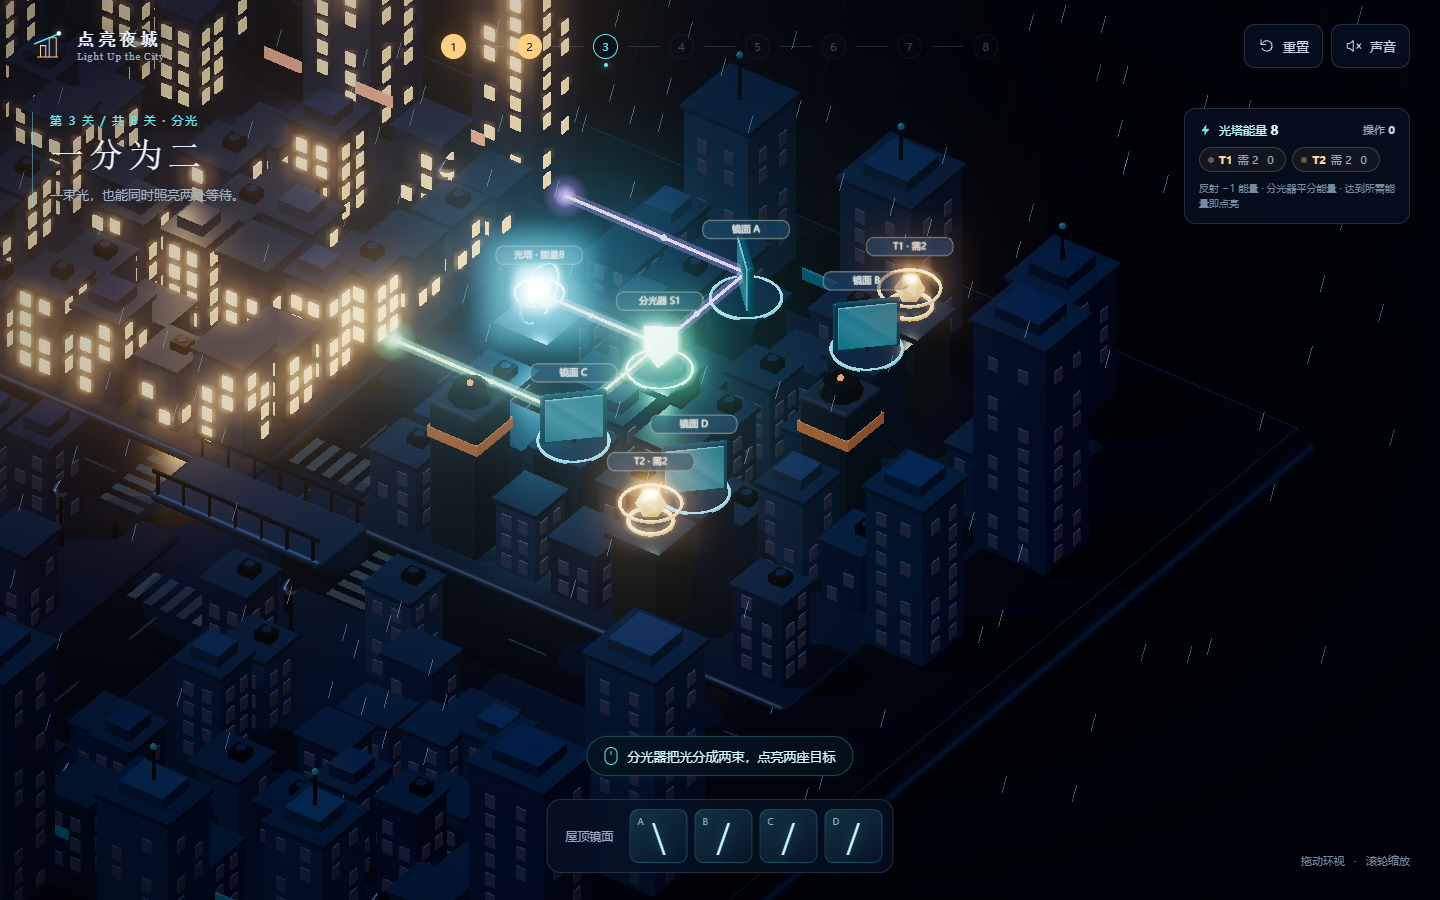 点亮夜城
Light Up the City
1 2 3 4 5 6 7 8
重置
声音
第 3 关 / 共 8 关 · 分光
一分为二
一束光，也能同时照亮两处等待。
光塔能量 8
操作 0
T1 需 2 0
T2 需 2 0
反射 −1 能量 · 分光器平分能量 · 达到所需能
量即点亮
镜面 A
T1 · 需2
光塔 · 能量8
镜面 B
分光器 S1
镜面 C
镜面 D
T2 · 需2
分光器把光分成两束，点亮两座目标
屋顶镜面
A
B
C
D
拖动环视 · 滚轮缩放